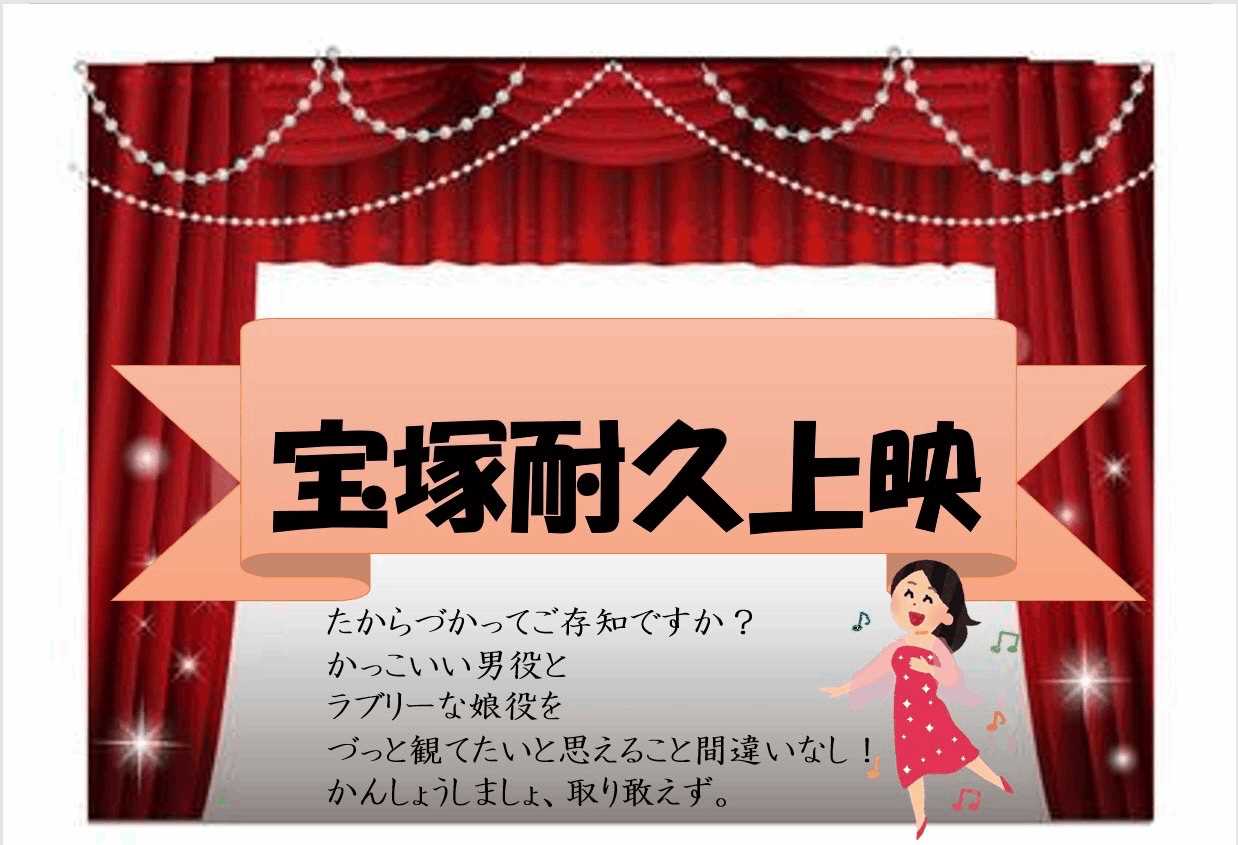 宝塚耐久上映
たからづかってご存知ですか？
かっこいい男役と
ラブリーな娘役を
づっと観てたいと思えること間違いなし！
かんしょうしましょ、取り敢えず。